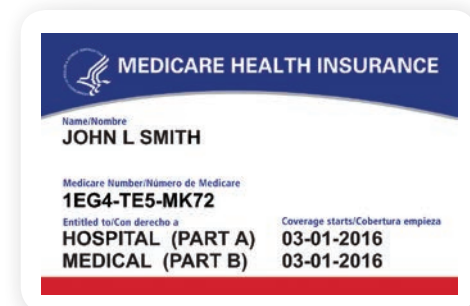 MEDICARE HEALTH INSURANCE
Name/Nombre
JOHN L SMITH
Medicare Number/Número de Medicare
1EG4-TE5-MK72
Entitled to/Con derecho a Coverage starts/Cobertura empieza
HOSPITAL (PART A) 03-01-2016
MEDICAL (PART B) 03-01-2016